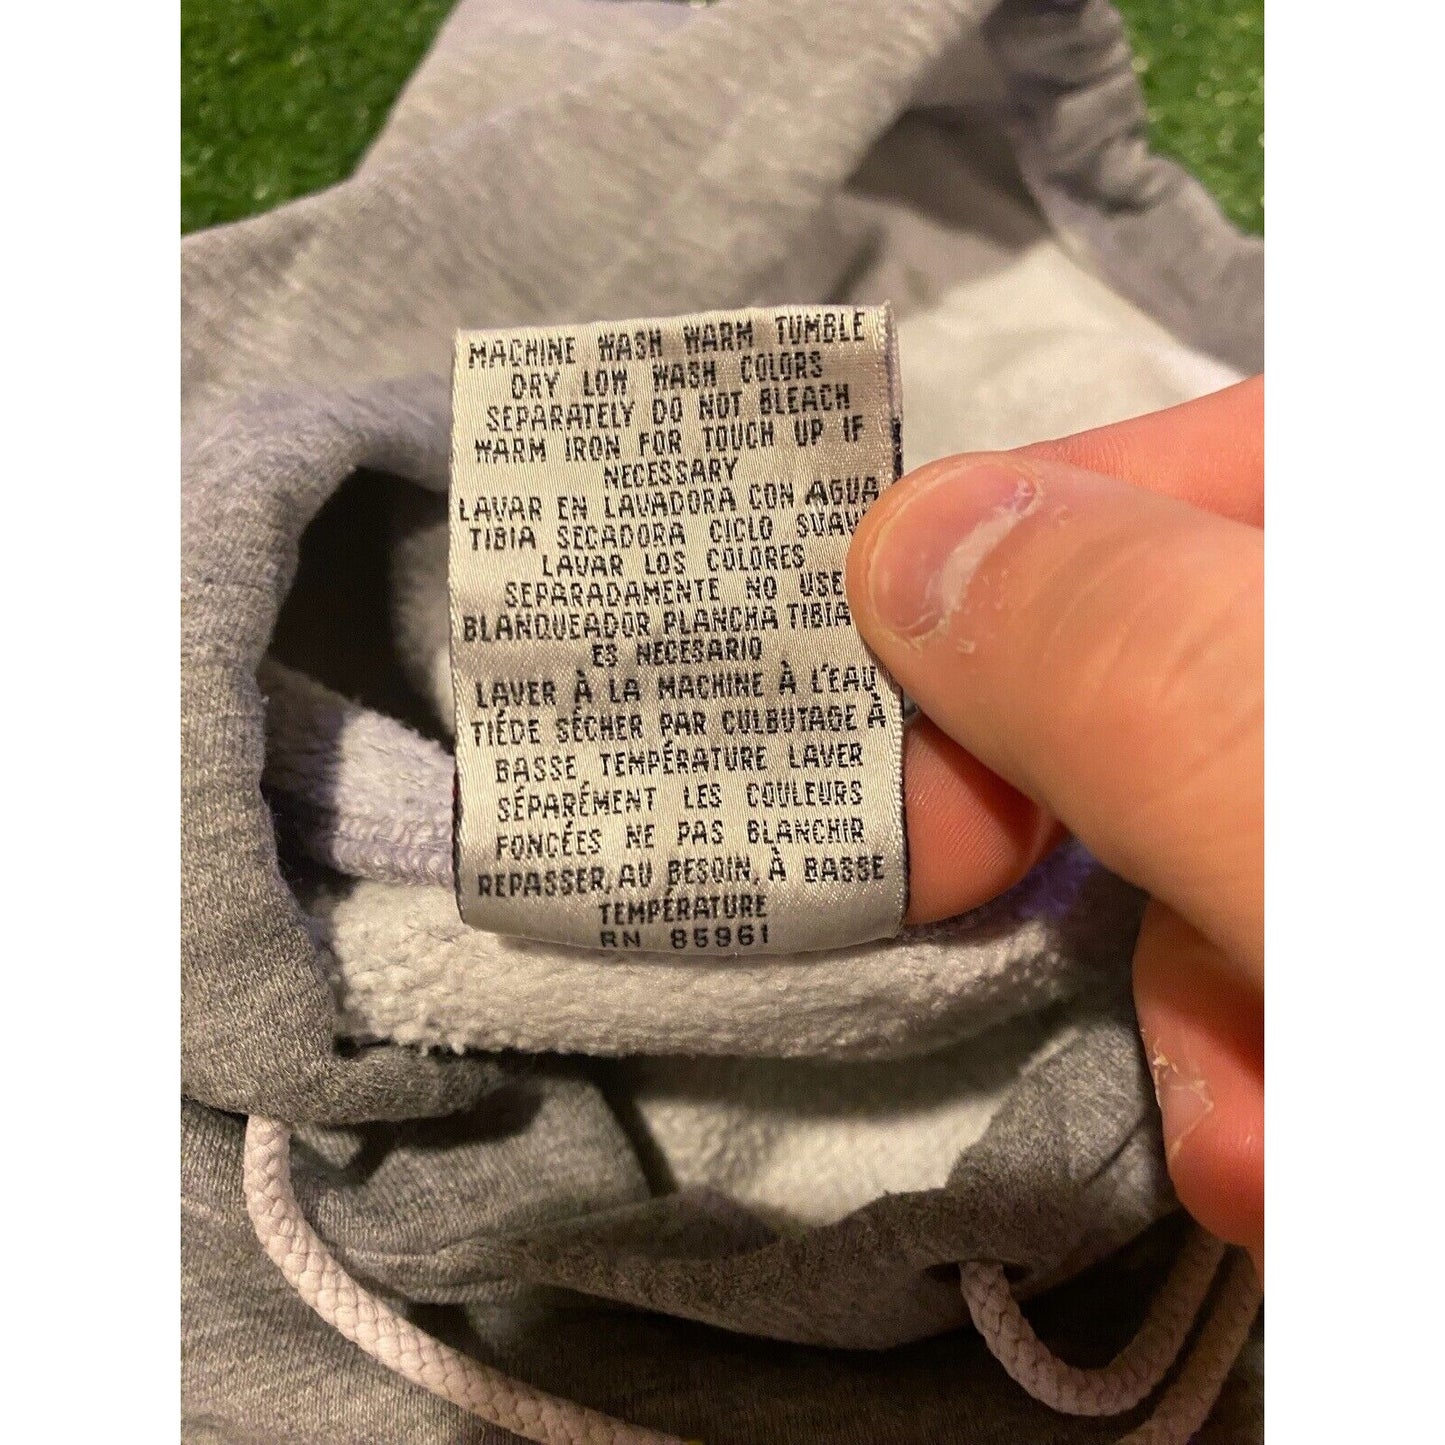 MACHINE WASH WARM TUMBLE
DRY LOW WASH COLORS
SEPARATELY DO NOT BLEACH
WARM IRON FOR TOUCH UP IF
NECESSARY
LAVAR EN LAVADORA CON AGUA
TIBIA SECADORA CICLO SUAV
LAVAR LOS COLORES
SEPARADAMENTE NO USE
BLANQUEADOR PLANCHA TIBIA
ES NECESARIO
LAVER À LA MACHINE À L'EAU
TIÉDE SÉCHER PAR CULBUTAGE À
BASSE TEMPÉRATURE LAVER
SÉPARÉMENT LES COULEURS
FONCÉES NE PAS BLANCHIR
REPASSER, AU BESOIN, À BASSE
TEMPÉRATURE
RN 85961